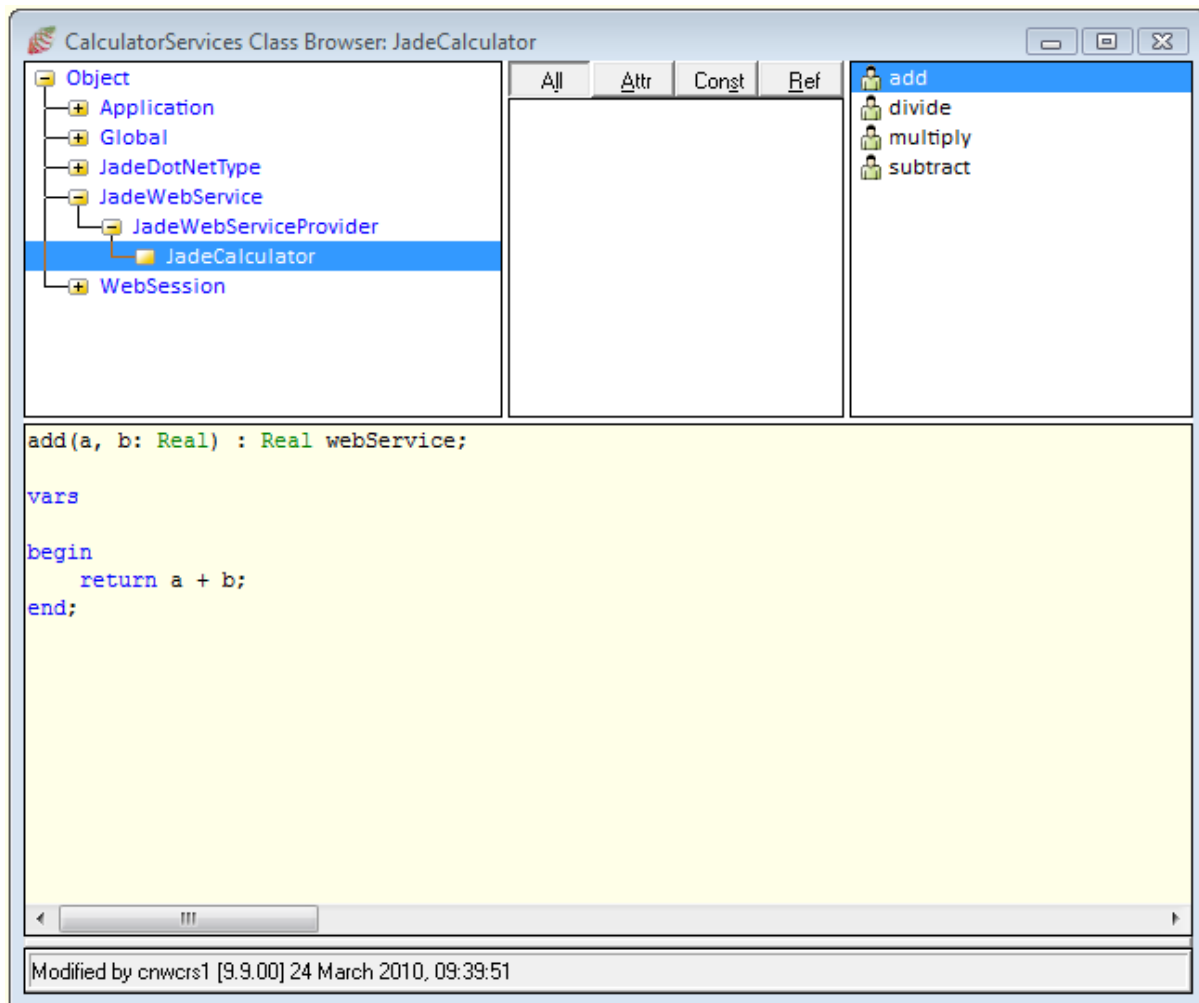 CalculatorServices Class Browser: JadeCalculator
Object
Application
Global
JadeDotNetType
JadeWebService
JadeWebServiceProvider
JadeCalculator
WebSession
All Attr Const Ref
add
divide
multiply
subtract
add(a, b: Real) : Real webService;
vars
begin
return a + b;
end;
Modified by cnwcrs1 [9.9.00] 24 March 2010, 09:39:51